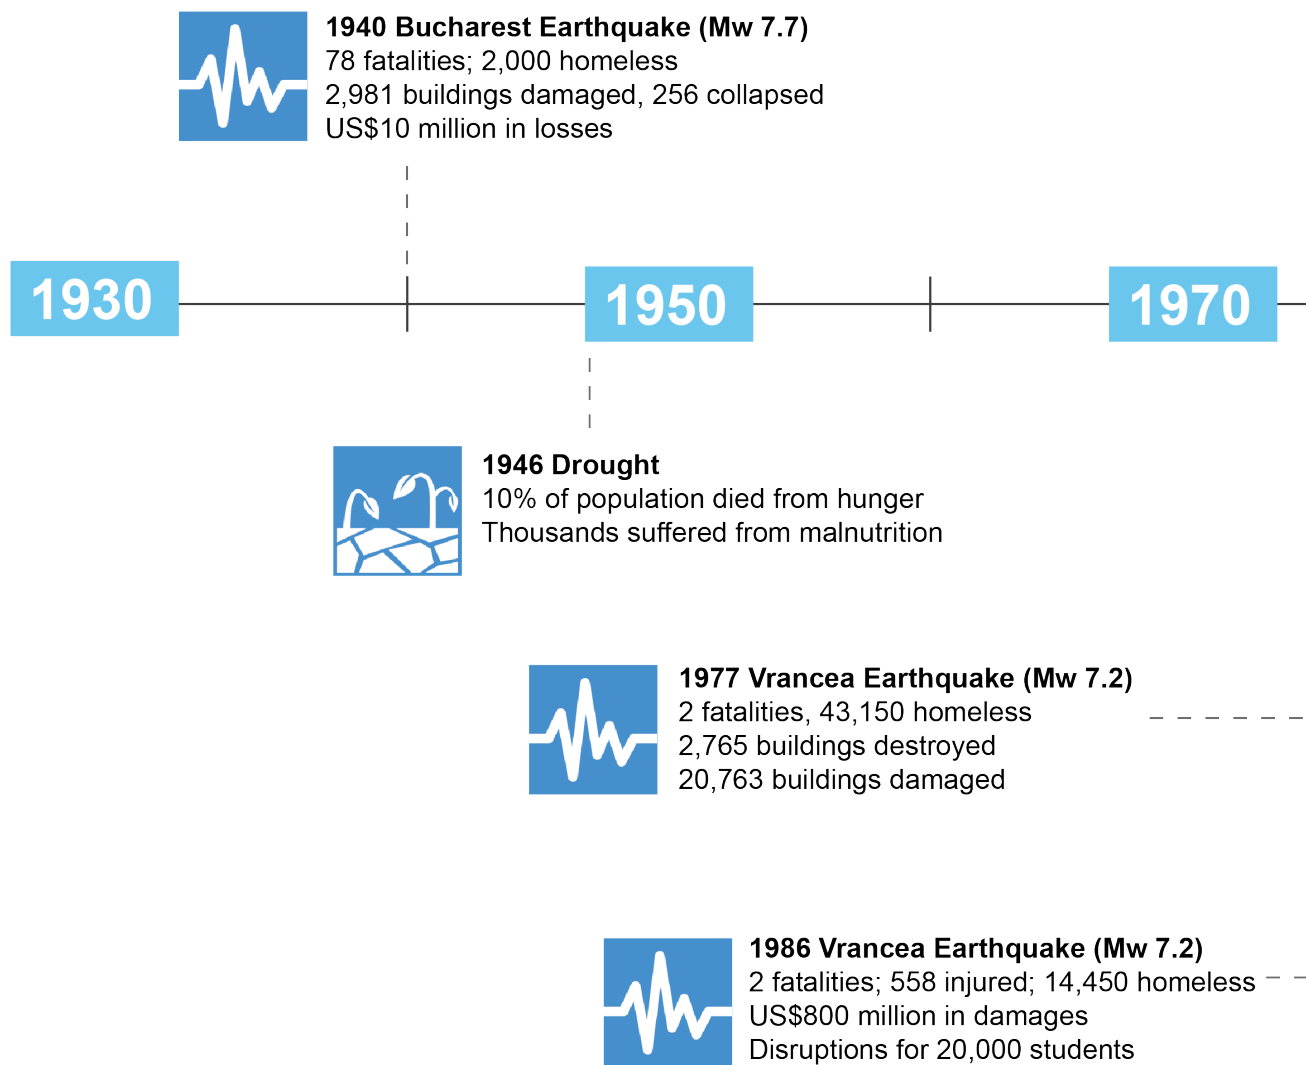 1940 Bucharest Earthquake (Mw 7.7)
78 fatalities; 2,000 homeless
2,981 buildings damaged, 256 collapsed
US$10 million in losses
1930
1950
1970
1946 Drought
10% of population died from hunger
Thousands suffered from malnutrition
1977 Vrancea Earthquake (Mw 7.2)
2 fatalities, 43,150 homeless
2,765 buildings destroyed
20,763 buildings damaged
1986 Vrancea Earthquake (Mw 7.2)
2 fatalities; 558 injured; 14,450 homeless
US$800 million in damages
Disruptions for 20,000 students